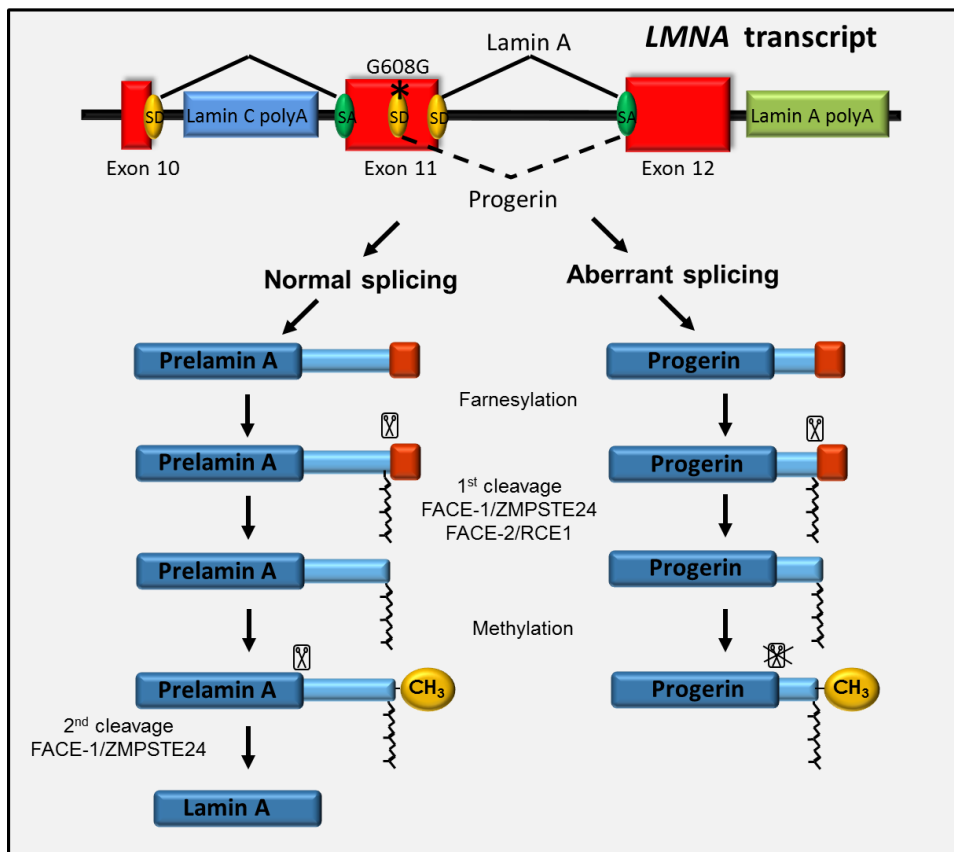 LMNA transcript
Lamin A
G608G
SD
Lamin C polyA
SA
SD
SD
SA
Lamin A polyA
Exon 10
Exon 11
Exon 12
Progerin
Normal splicing
Aberrant splicing
Prelamin A
Progerin
Farnesylation
Prelamin A
Progerin
1st cleavage
FACE-1/ZMPSTE24
FACE-2/RCE1
Prelamin A
Progerin
Methylation
Prelamin A
CH3
Progerin
CH3
2nd cleavage
FACE-1/ZMPSTE24
Lamin A